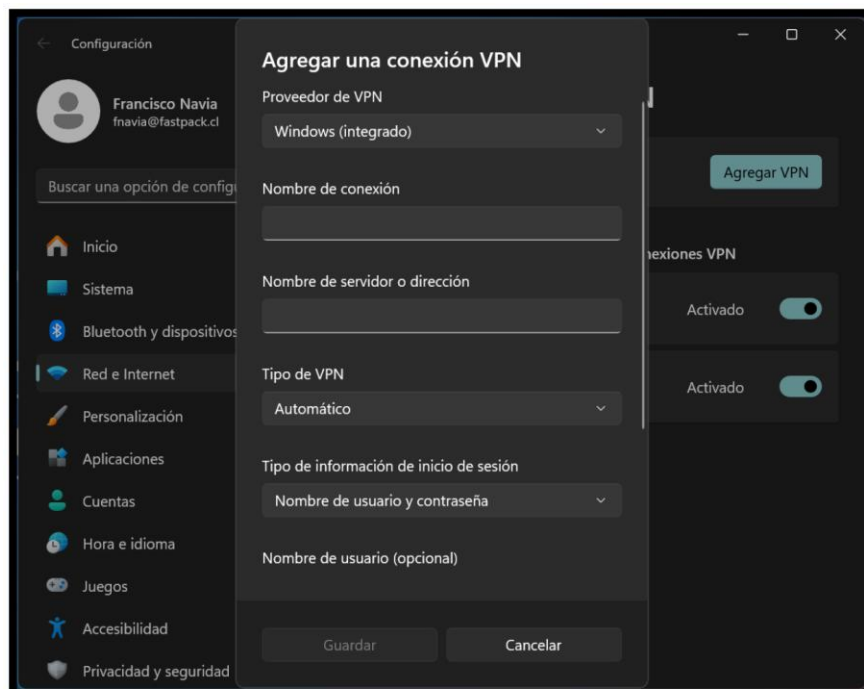 Configuración
Francisco Navia
fnavia@fastpack.cl
Buscar una opción de config
Inicio
Sistema
Bluetooth y dispositivos
Red e Internet
Personalización
Aplicaciones
Cuentas
Hora e idioma
Juegos
Accesibilidad
Privacidad y seguridad
Agregar una conexión VPN
Proveedor de VPN
Windows (integrado)
Nombre de conexión
Nombre de servidor o dirección
Tipo de VPN
Automático
Tipo de información de inicio de sesión
Nombre de usuario y contraseña
Nombre de usuario (opcional)
Guardar
Cancelar
Agregar VPN
nexiones VPN
Activado
Activado